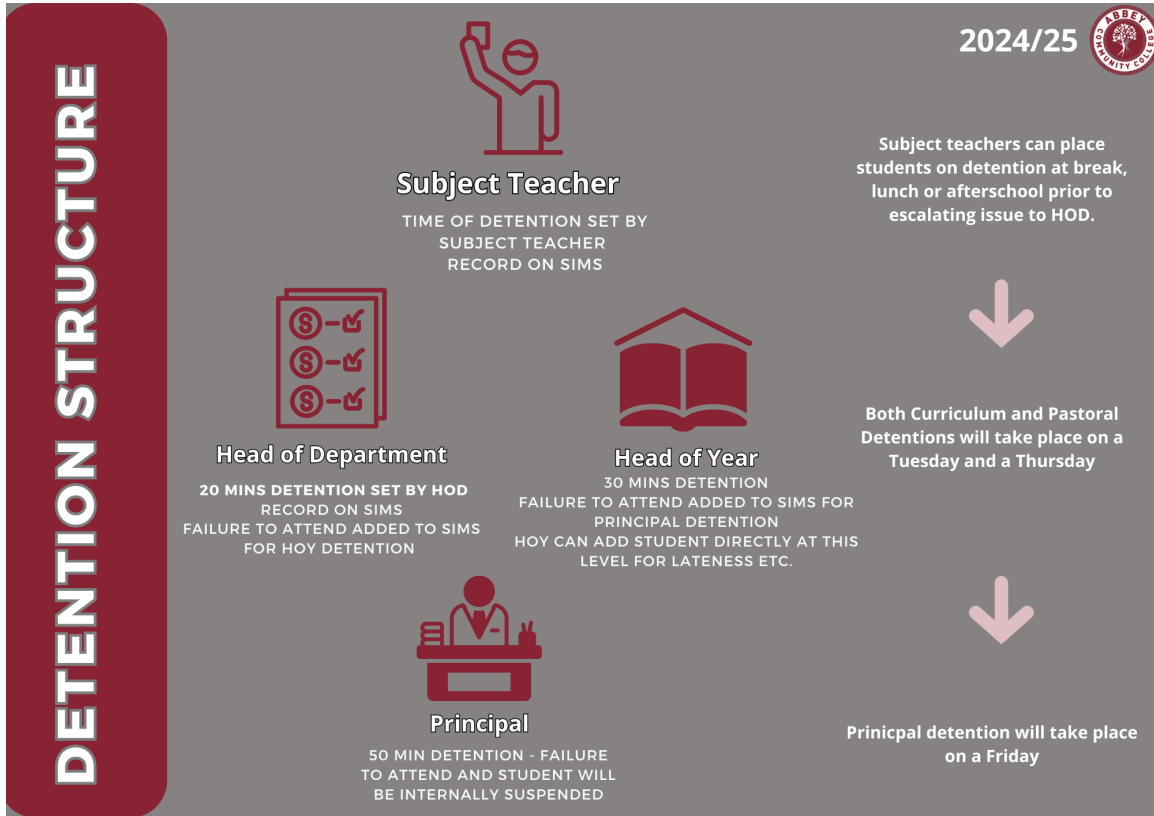 DETENTION STRUCTURE
2024/25
ABBEY
COMMUNITY COLLEGE
Subject Teacher
TIME OF DETENTION SET BY
SUBJECT TEACHER
RECORD ON SIMS
Subject teachers can place
students on detention at break,
lunch or afterschool prior to
escalating issue to HOD.
S
S
S
Head of Department
20 MINS DETENTION SET BY HOD
RECORD ON SIMS
FAILURE TO ATTEND ADDED TO SIMS
FOR HOY DETENTION
Head of Year
30 MINS DETENTION
FAILURE TO ATTEND ADDED TO SIMS FOR
PRINCIPAL DETENTION
HOY CAN ADD STUDENT DIRECTLY AT THIS
LEVEL FOR LATENESS ETC.
Both Curriculum and Pastoral
Detentions will take place on a
Tuesday and a Thursday
Principal
50 MIN DETENTION - FAILURE
TO ATTEND AND STUDENT WILL
BE INTERNALLY SUSPENDED
Prinicpal detention will take place
on a Friday